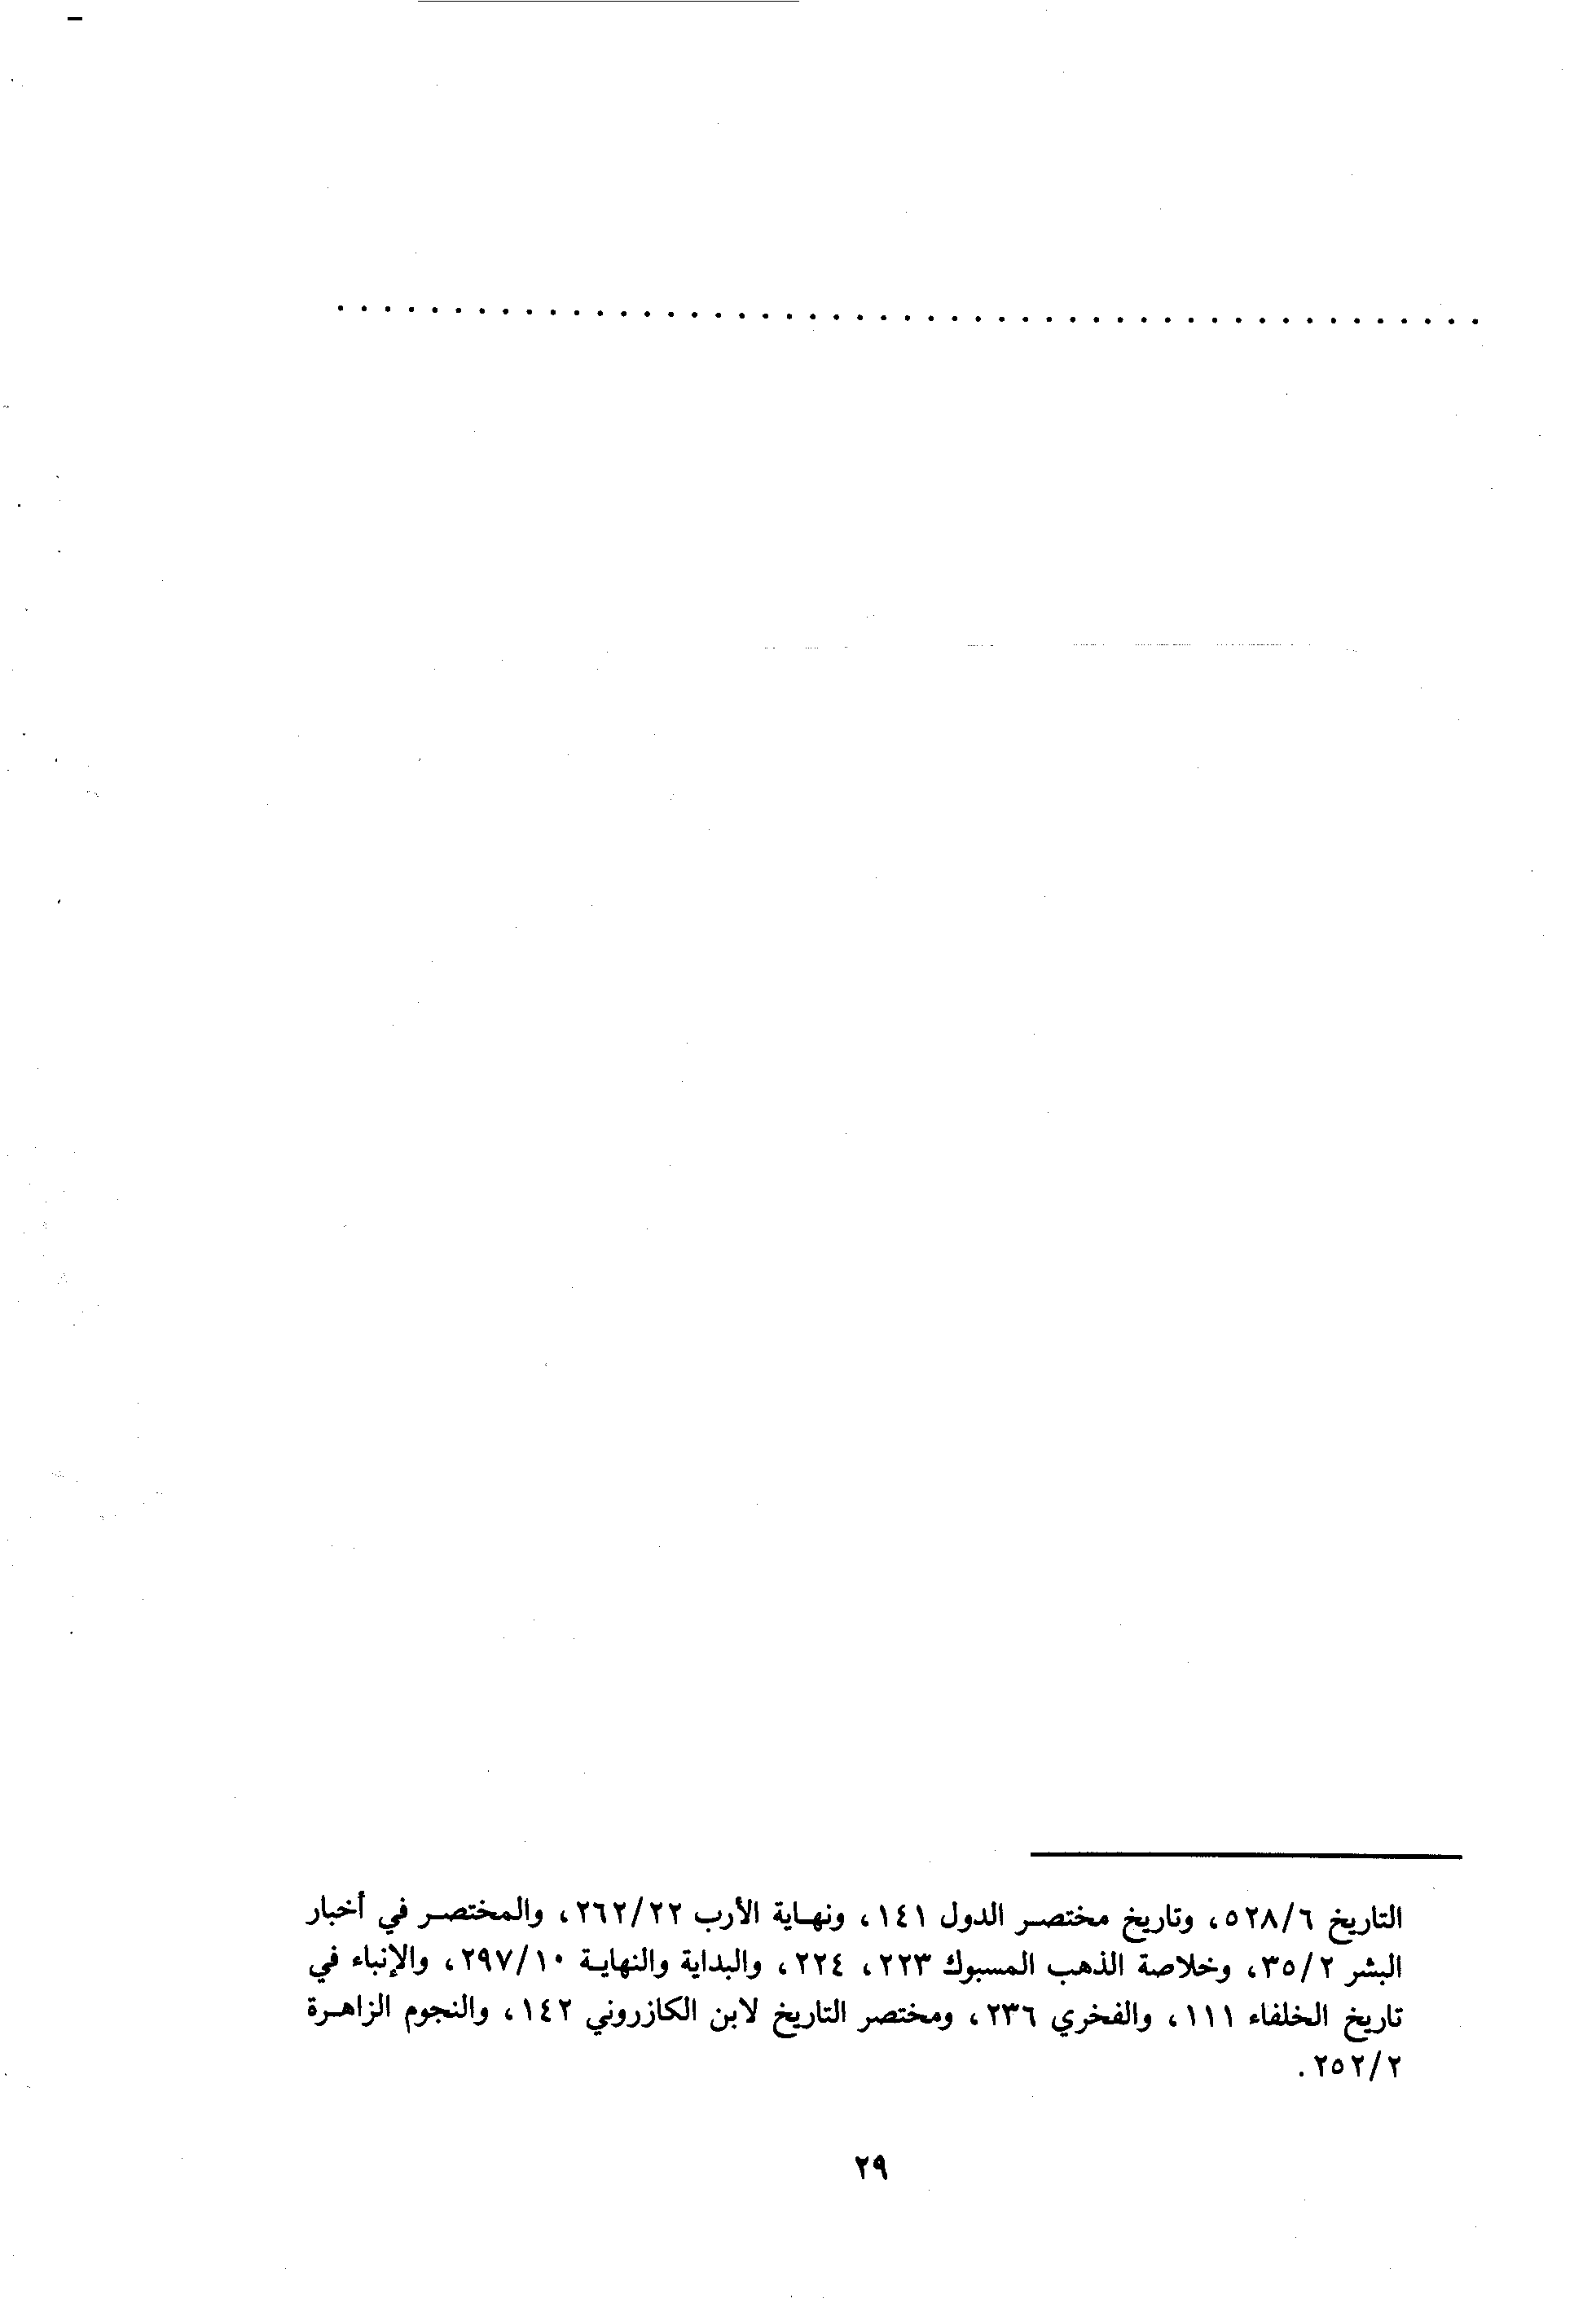 . . . . . . . . . . . . . . . . . . . . . . . . . . . . . . . . . . . . . . . . . . . . . . . . .
التاريخ ٥٢٨/٦، وتاريخ مختصر الدول ١٤١، ونهاية الأرب ٢٦٢/٢٢، والمختصر في أخبار
البشر ٣٥/٢، وخلاصة الذهب المسبوك ٢٢٣، ٢٢٤، والبداية والنهاية ٢٩٧/١٠، والإنباء في
تاريخ الخلفاء ١١١، والفخري ٢٣٦، ومختصر التاريخ لابن الكازروني ١٤٢، والنجوم الزاهرة
٢٥٢/٢.
٢٩